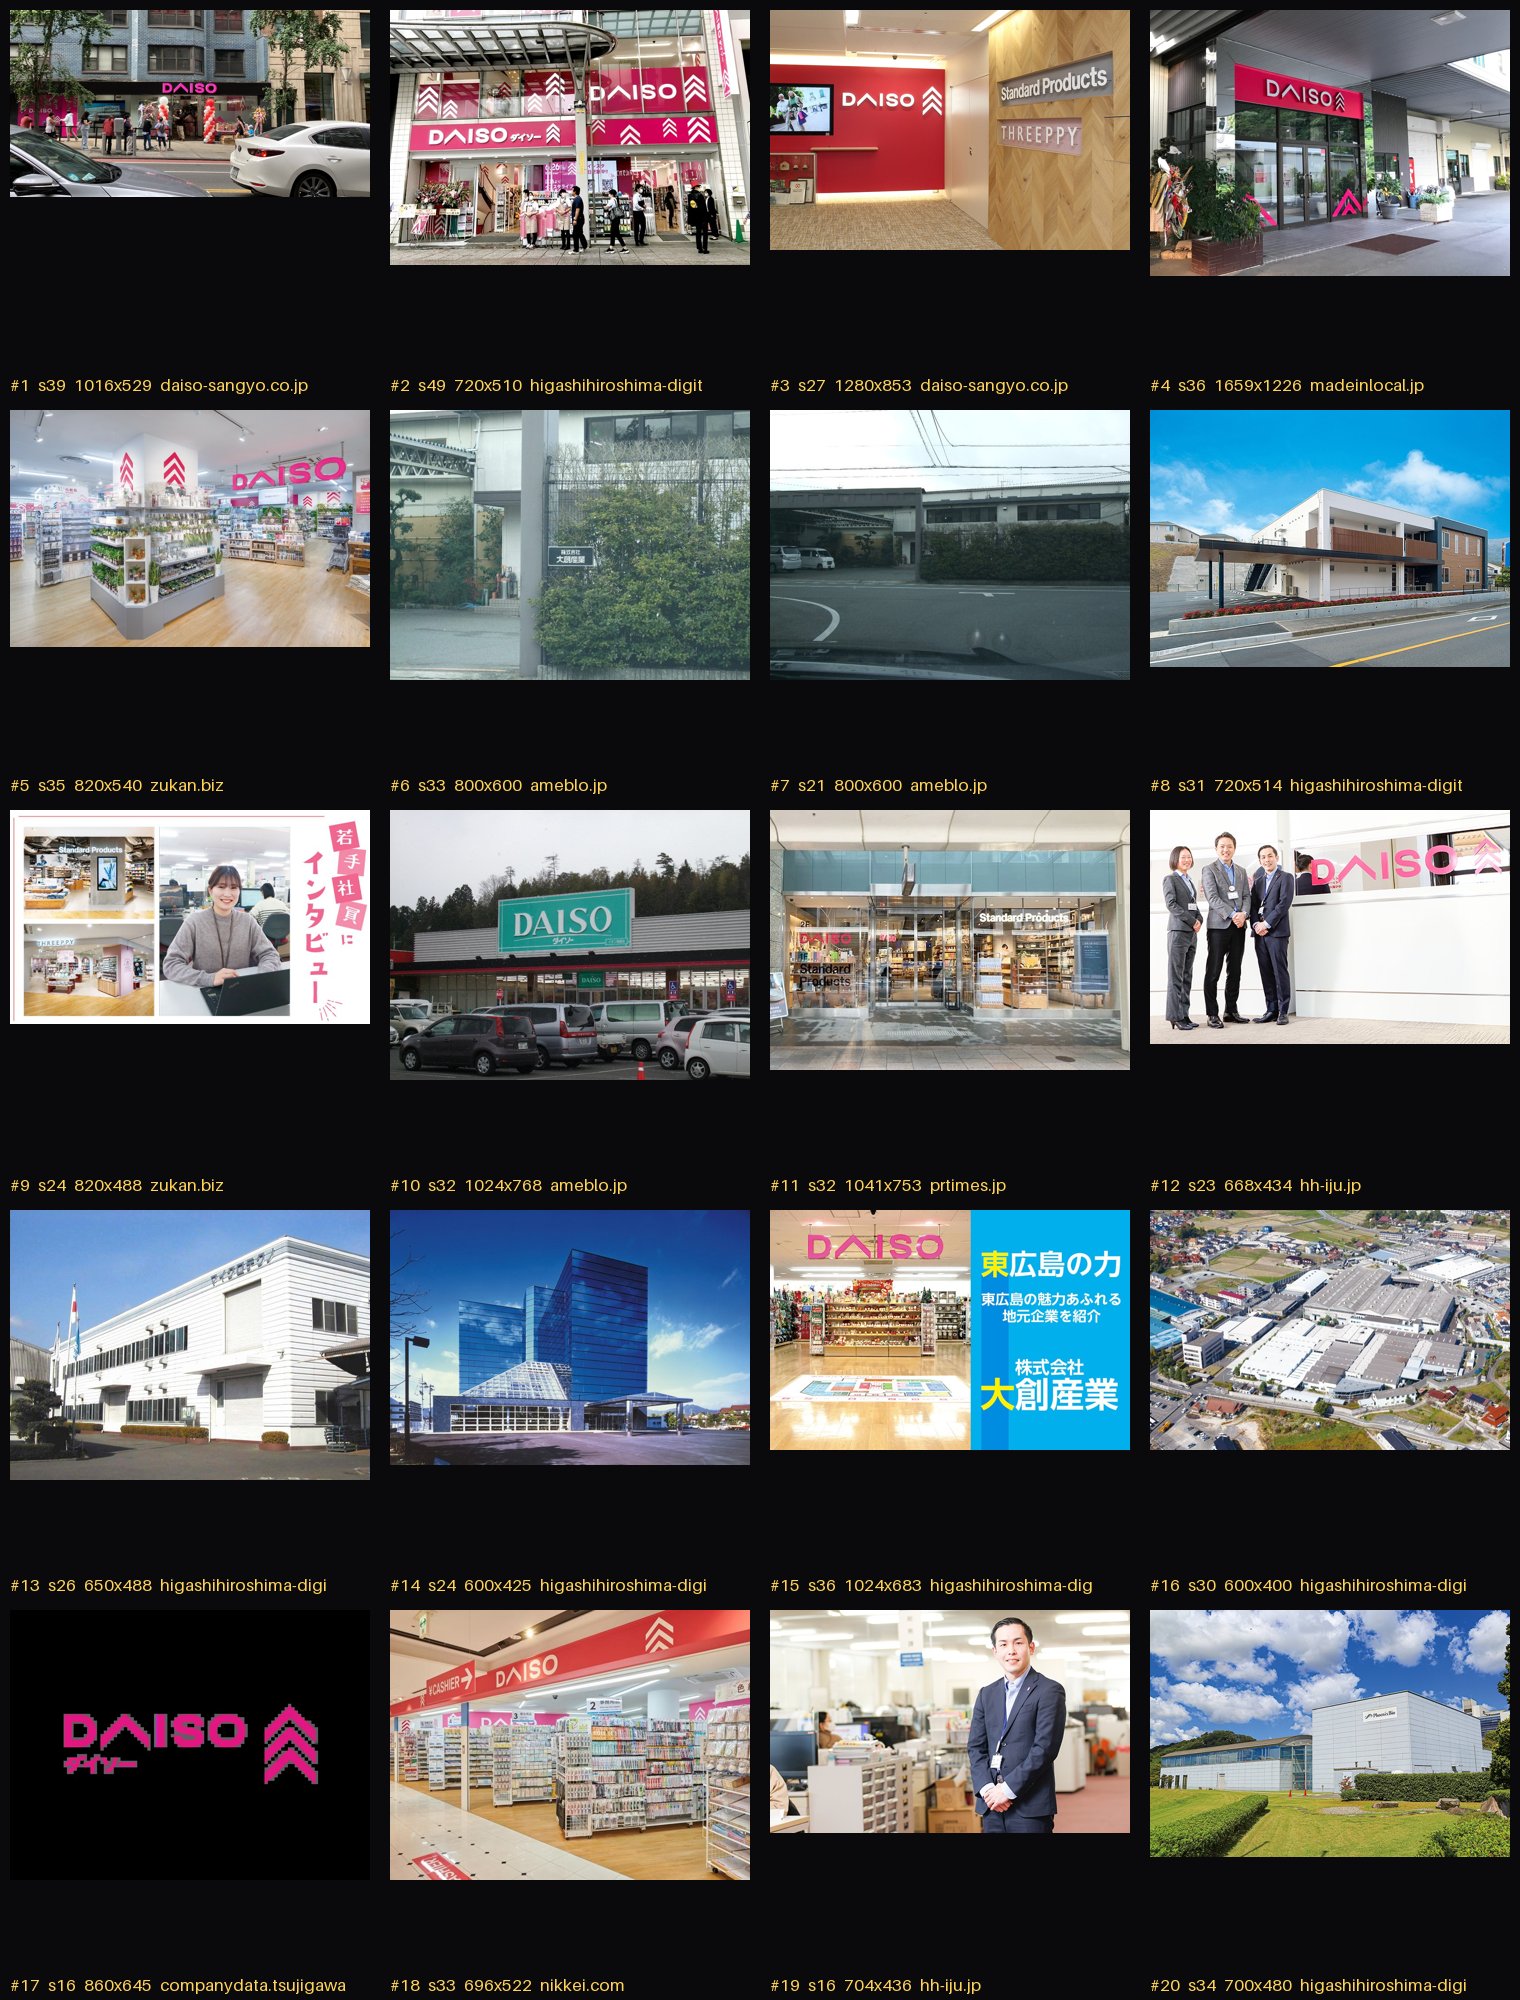 DAISO
DAISO
DAISO ダイソー
DAISO
Standard Products
THREEPPY
DAISO
#1 s39 1016x529 daiso-sangyo.co.jp
#2 s49 720x510 higashihiroshima-digit
#3 s27 1280x853 daiso-sangyo.co.jp
#4 s36 1659x1226 madeinlocal.jp
DAISO
株式会社
大創産業
#5 s35 820x540 zukan.biz
#6 s33 800x600 ameblo.jp
#7 s21 800x600 ameblo.jp
#8 s31 720x514 higashihiroshima-digit
Standard Products
THREEPPY
若手社員に
インタビュー
DAISO
ダイソー
DAISO
Standard Products
DAISO
Standard
Products
DAISO
#9 s24 820x488 zukan.biz
#10 s32 1024x768 ameblo.jp
#11 s32 1041x753 prtimes.jp
#12 s23 668x434 hh-iju.jp
DAISO
東広島の力
東広島の魅力あふれる
地元企業を紹介
株式会社
大創産業
#13 s26 650x488 higashihiroshima-digi
#14 s24 600x425 higashihiroshima-digi
#15 s36 1024x683 higashihiroshima-dig
#16 s30 600x400 higashihiroshima-digi
DAISO
ダイソー
¥CASHIER
DAISO
2
3
#17 s16 860x645 companydata.tsujigawa
#18 s33 696x522 nikkei.com
#19 s16 704x436 hh-iju.jp
#20 s34 700x480 higashihiroshima-digi